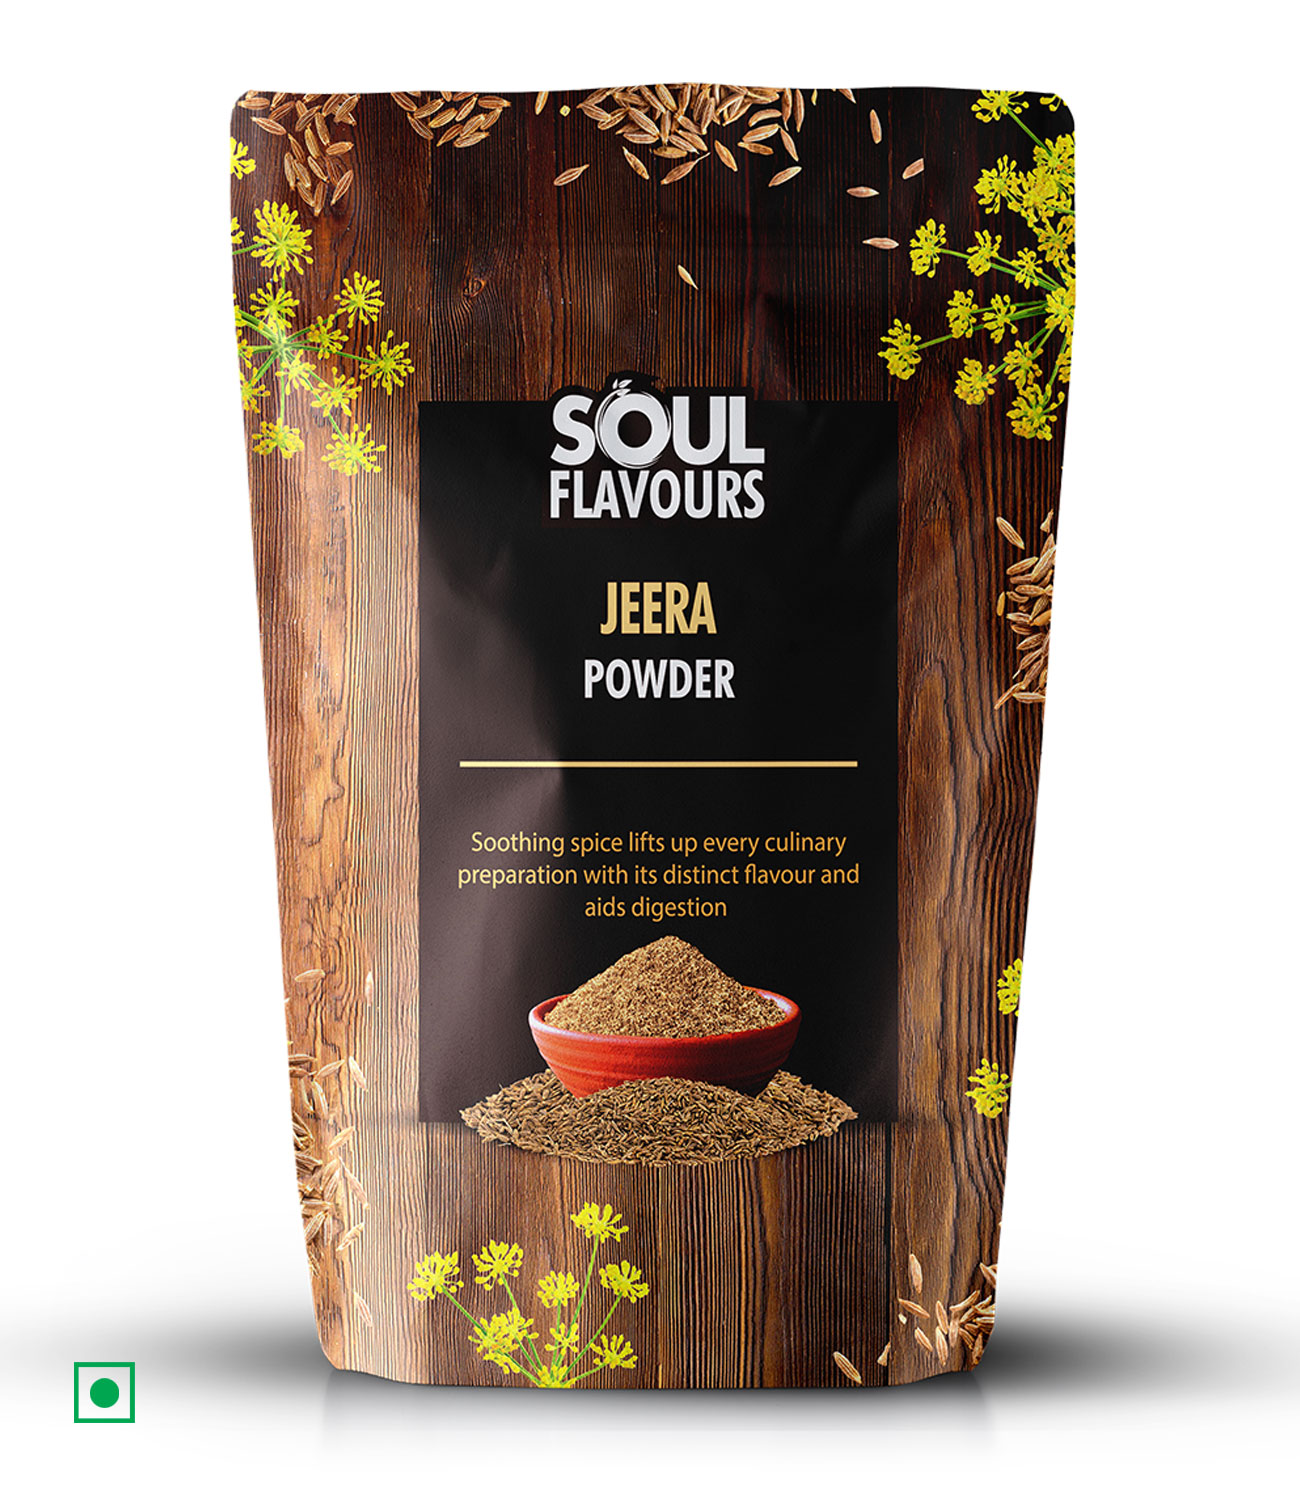 SOUL
FLAVOURS
JEERA
POWDER
Soothing spice lifts up every culinary
preparation with its distinct flavour and
aids digestion